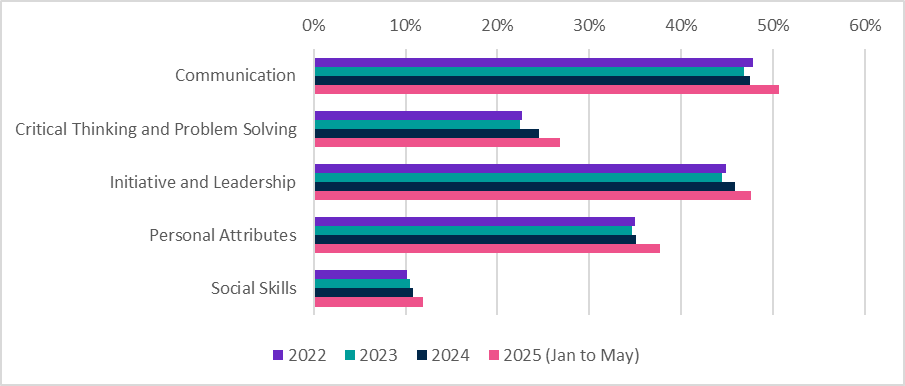 0% 10% 20% 30% 40% 50% 60%
Communication
Critical Thinking and Problem Solving
Initiative and Leadership
Personal Attributes
Social Skills
2022 2023 2024 2025 (Jan to May)